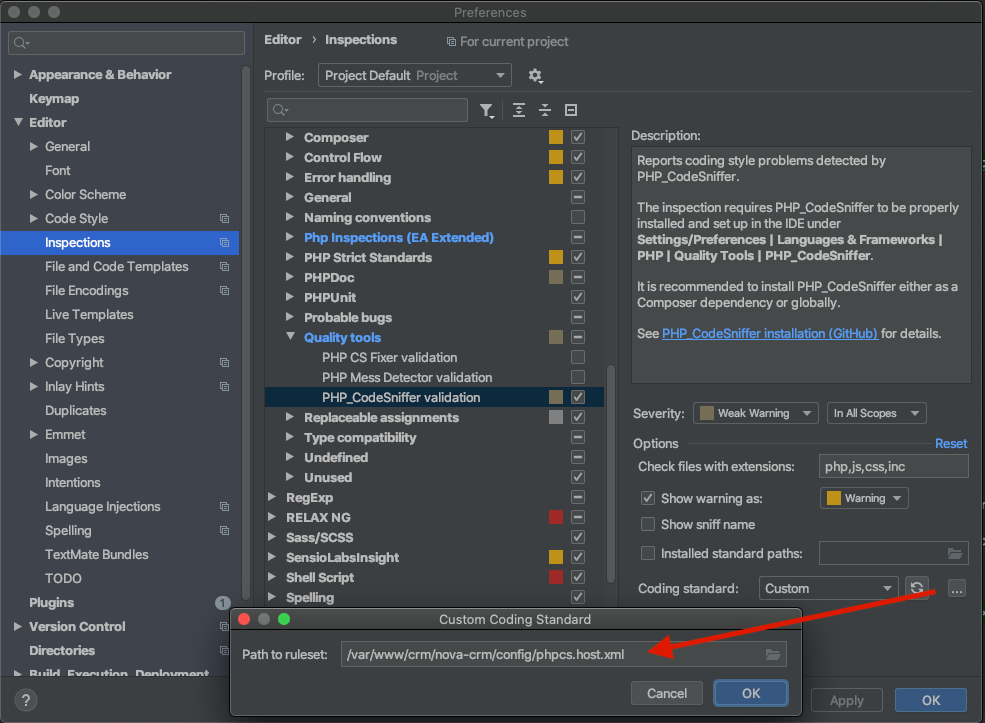 Preferences
Editor › Inspections
For current project
Profile:
Project Default Project
Appearance & Behavior
Keymap
Editor
General
Font
Color Scheme
Code Style
Inspections
File and Code Templates
File Encodings
Live Templates
File Types
Copyright
Inlay Hints
Duplicates
Emmet
Images
Intentions
Language Injections
Spelling
TextMate Bundles
TODO
Plugins 1
Version Control
Directories
Build, Execution, Deployment
?
Composer
Control Flow
Error handling
General
Naming conventions
Php Inspections (EA Extended)
PHP Strict Standards
PHPDoc
PHPUnit
Probable bugs
Quality tools
PHP CS Fixer validation
PHP Mess Detector validation
PHP_CodeSniffer validation
Replaceable assignments
Type compatibility
Undefined
Unused
RegExp
RELAX NG
Sass/SCSS
SensioLabsInsight
Shell Script
Spelling
Description:
Reports coding style problems detected by
PHP_CodeSniffer.
The inspection requires PHP_CodeSniffer to be properly
installed and set up in the IDE under
Settings/Preferences | Languages & Frameworks |
PHP | Quality Tools | PHP_CodeSniffer.
It is recommended to install PHP_CodeSniffer either as a
Composer dependency or globally.
See PHP_CodeSniffer installation (GitHub) for details.
Severity: Weak Warning In All Scopes
Options Reset
Check files with extensions: php,js,css,inc
Show warning as: Warning
Show sniff name
Installed standard paths:
Coding standard: Custom ...
Custom Coding Standard
Path to ruleset: /var/www/crm/nova-crm/config/phpcs.host.xml
Cancel OK
Apply OK